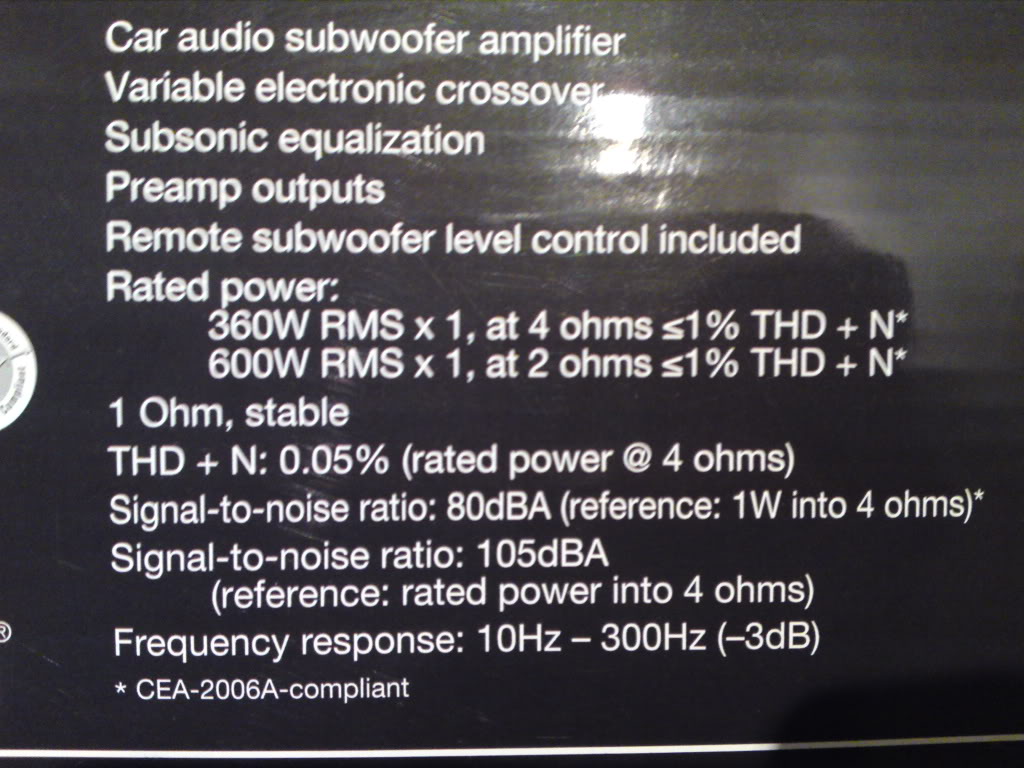 Car audio subwoofer amplifier
Variable electronic crossover
Subsonic equalization
Preamp outputs
Remote subwoofer level control included
Rated power:
360W RMS x 1, at 4 ohms ≤1% THD + N*
600W RMS x 1, at 2 ohms ≤1% THD + N*
1 Ohm, stable
THD + N: 0.05% (rated power @ 4 ohms)
Signal-to-noise ratio: 80dBA (reference: 1W into 4 ohms)*
Signal-to-noise ratio: 105dBA
(reference: rated power into 4 ohms)
Compliant
®
Frequency response: 10Hz – 300Hz (–3dB)
* CEA-2006A-compliant